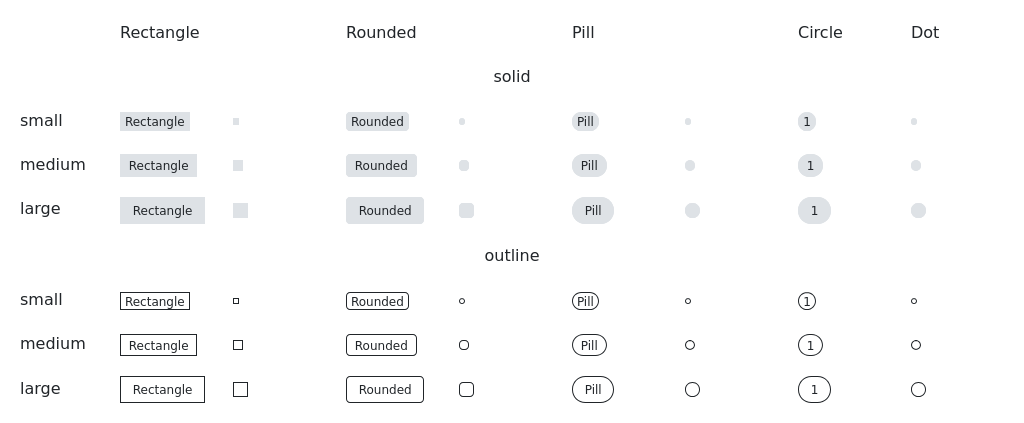 Rectangle Rounded Pill Circle Dot
solid
small Rectangle Rounded Pill 1
medium Rectangle Rounded Pill 1
large Rectangle Rounded Pill 1
outline
small Rectangle Rounded Pill 1
medium Rectangle Rounded Pill 1
large Rectangle Rounded Pill 1